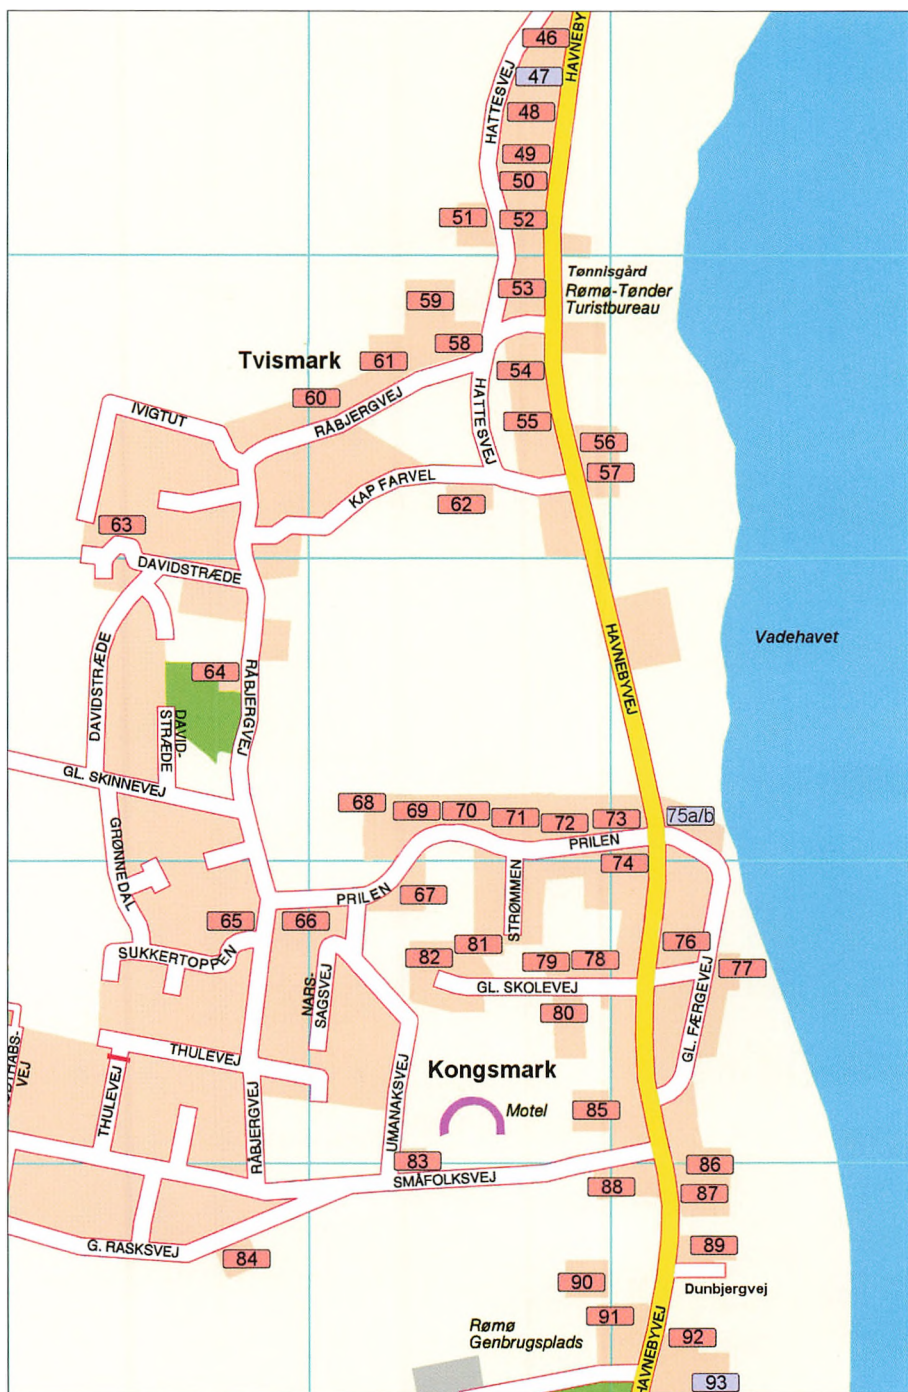 46
HAVNEBY
47
HATTESVEJ
48
49
50
51
52
Tønnisgård
Rømø-Tønder
Turistbureau
53
59
58
61
Tvismark
54
60
IVIGTUT
RÅBJERGVEJ
HATTESVEJ
55
56
57
KAP FARVEL
62
63
DAVIDSTRÆDE
DAVIDSTRÆDE
HAVNEBYVEJ
Vadehavet
64
RÅBJERGVEJ
DAVID-
STRÆDE
GL. SKINNEVEJ
68
69
70
71
72
73
75a/b
PRILEN
74
GRØNNEDAL
PRILEN
67
STRØMMEN
65
66
SUKKERTOPPEN
NARS-
SAGSVEJ
82
81
79
78
76
77
GL. SKOLEVEJ
80
GL. FÆRGEVEJ
THABS-
VEJ
THULEVEJ
THULEVEJ
RÅBJERGVEJ
UMANAKSVEJ
Kongsmark
Motel
85
83
SMÅFOLKSVEJ
86
88
87
G. RASKSVEJ
84
89
Dunbjergvej
90
91
Rømø
Genbrugsplads
HAVNEBYVEJ
92
93